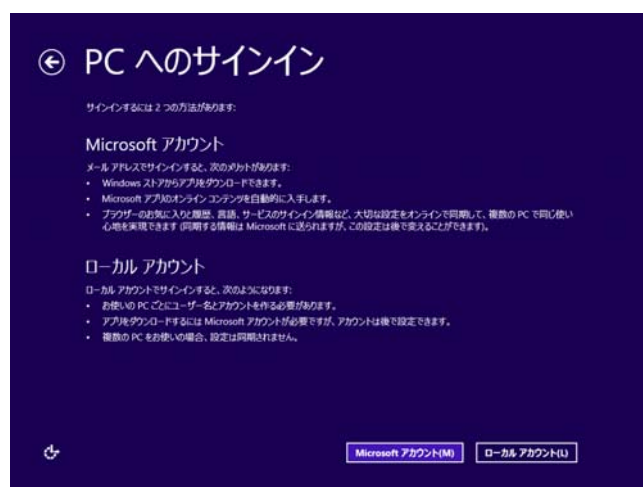 PC へのサインイン
サインインするには 2 つの方法があります:
Microsoft アカウント
メール アドレスでサインインすると、次のメリットがあります:
• Windows ストアからアプリをダウンロードできます。
• Microsoft アプリのオンライン コンテンツを自動的に入手します。
• ブラウザーのお気に入りと履歴、言語、サービスのサインイン情報など、大切な設定をオンラインで同期して、複数の PC で同じ使い
心地を実現できます (同期する情報は Microsoft に送られますが、この設定は後で変えることができます)。
ローカル アカウント
ローカル アカウントでサインインすると、次のようになります:
• お使いの PC ごとにユーザー名とアカウントを作る必要があります。
• アプリをダウンロードするには Microsoft アカウントが必要ですが、アカウントは後で設定できます。
• 複数の PC をお使いの場合、設定は同期されません。
Microsoft アカウント(M)
ローカル アカウント(L)